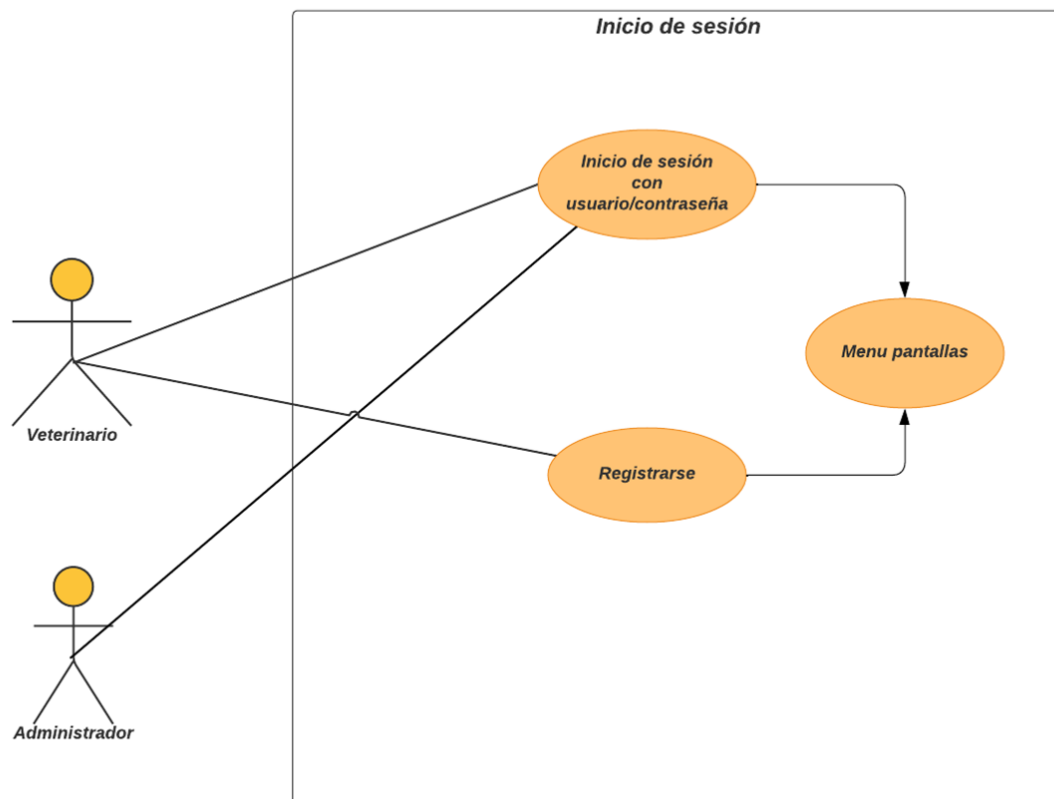 Inicio de sesión
Inicio de sesión
con
usuario/contraseña
Menu pantallas
Veterinario
Registrarse
Administrador